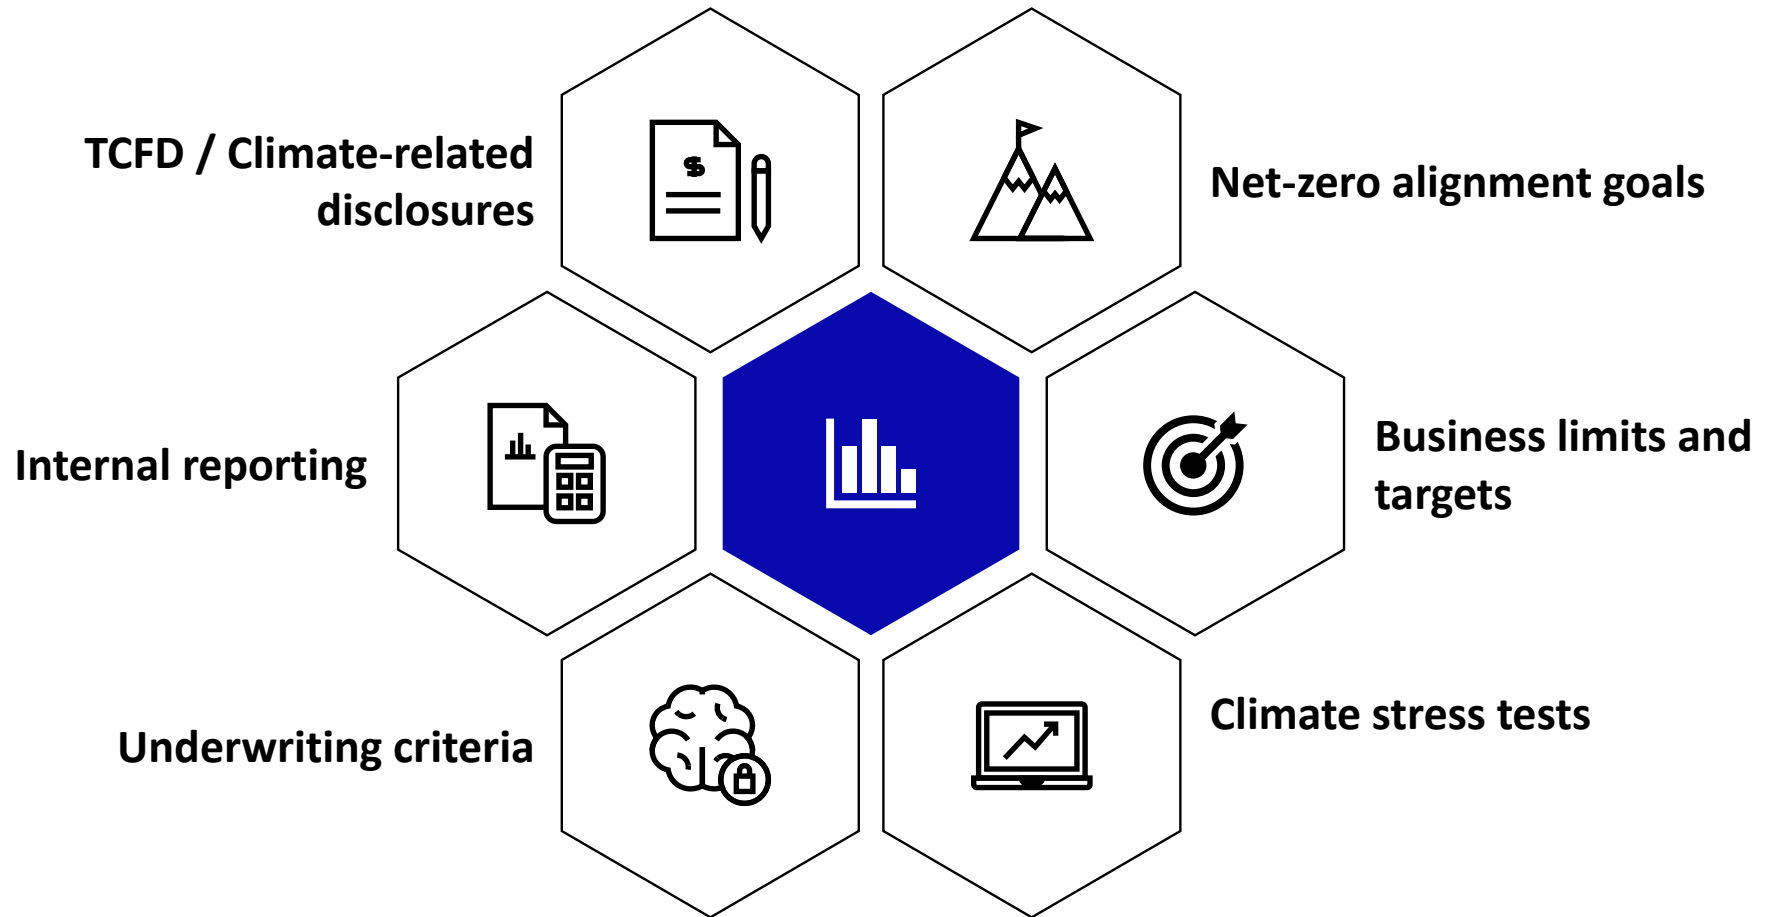 TCFD / Climate-related
disclosures
Net-zero alignment goals
Internal reporting
Business limits and
targets
Underwriting criteria
Climate stress tests
$